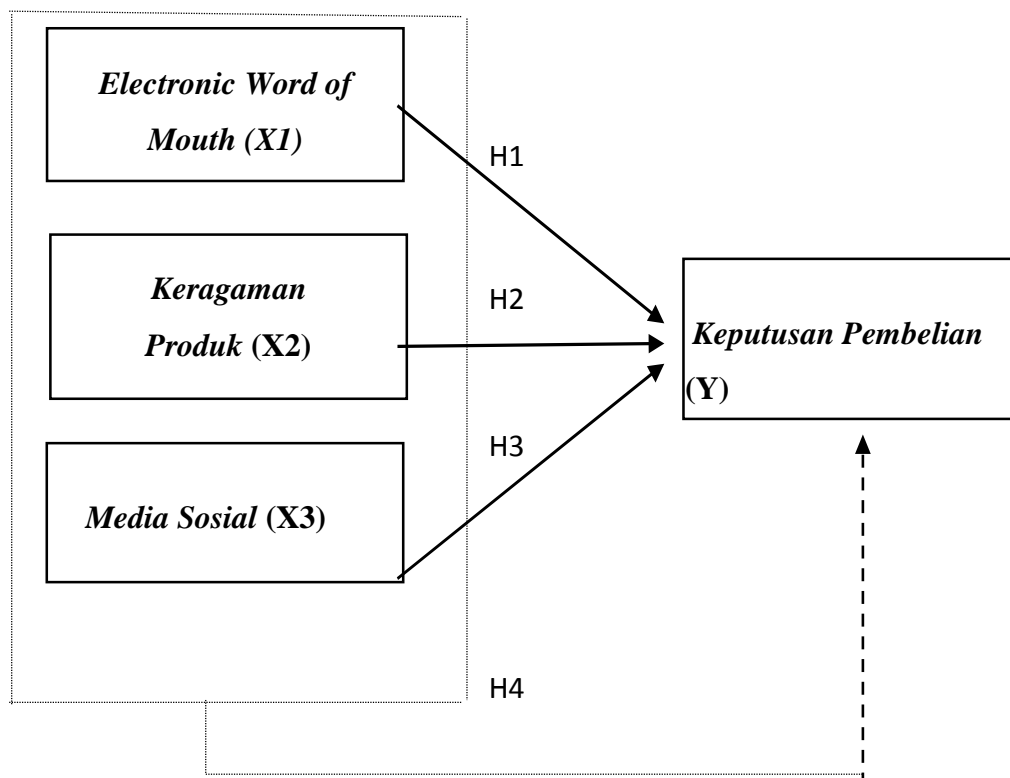 Electronic Word of
Mouth (X1)
H1
Keragaman
Produk (X2)
H2
Keputusan Pembelian
(Y)
H3
Media Sosial (X3)
H4